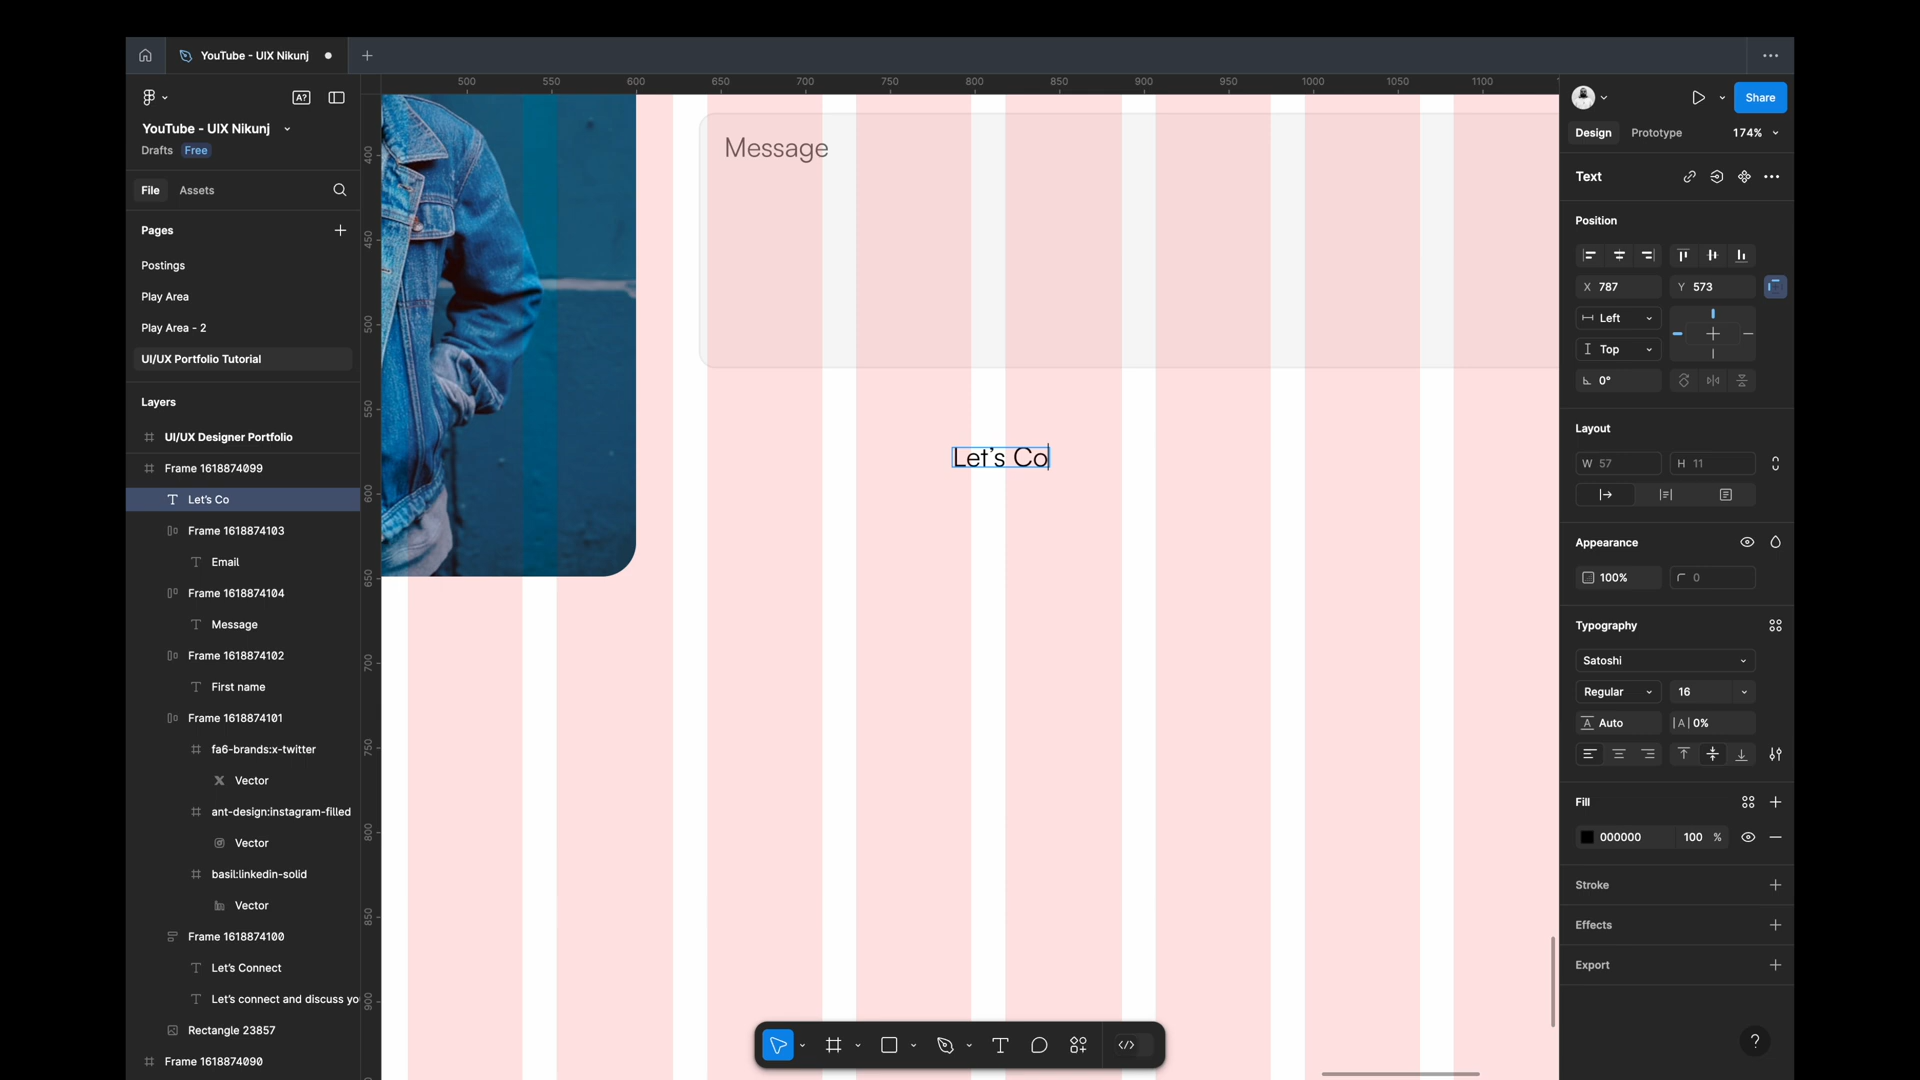 YouTube - UIX Nikunj
500 550 600 650 700 750 800 850 900 950 1000 1050 1100
A?
YouTube - UIX Nikunj
Drafts Free
File Assets
Pages
Postings
Play Area
Play Area - 2
UI/UX Portfolio Tutorial
Layers
UI/UX Designer Portfolio
Frame 1618874099
Let's Co
Frame 1618874103
Email
Frame 1618874104
Message
Frame 1618874102
First name
Frame 1618874101
fa6-brands:x-twitter
Vector
ant-design:instagram-filled
Vector
basil:linkedin-solid
Vector
Frame 1618874100
Let's Connect
Let's connect and discuss yo
Rectangle 23857
Frame 1618874090
400
450
500
550
600
650
700
750
800
850
900
Message
Let's Co
Share
Design Prototype 174%
Text
Position
X 787 Y 573
Left
Top
0°
Layout
W 57 H 11
Appearance
100% 0
Typography
Satoshi
Regular 16
Auto |A| 0%
Fill
000000 100 %
Stroke
Effects
Export
?